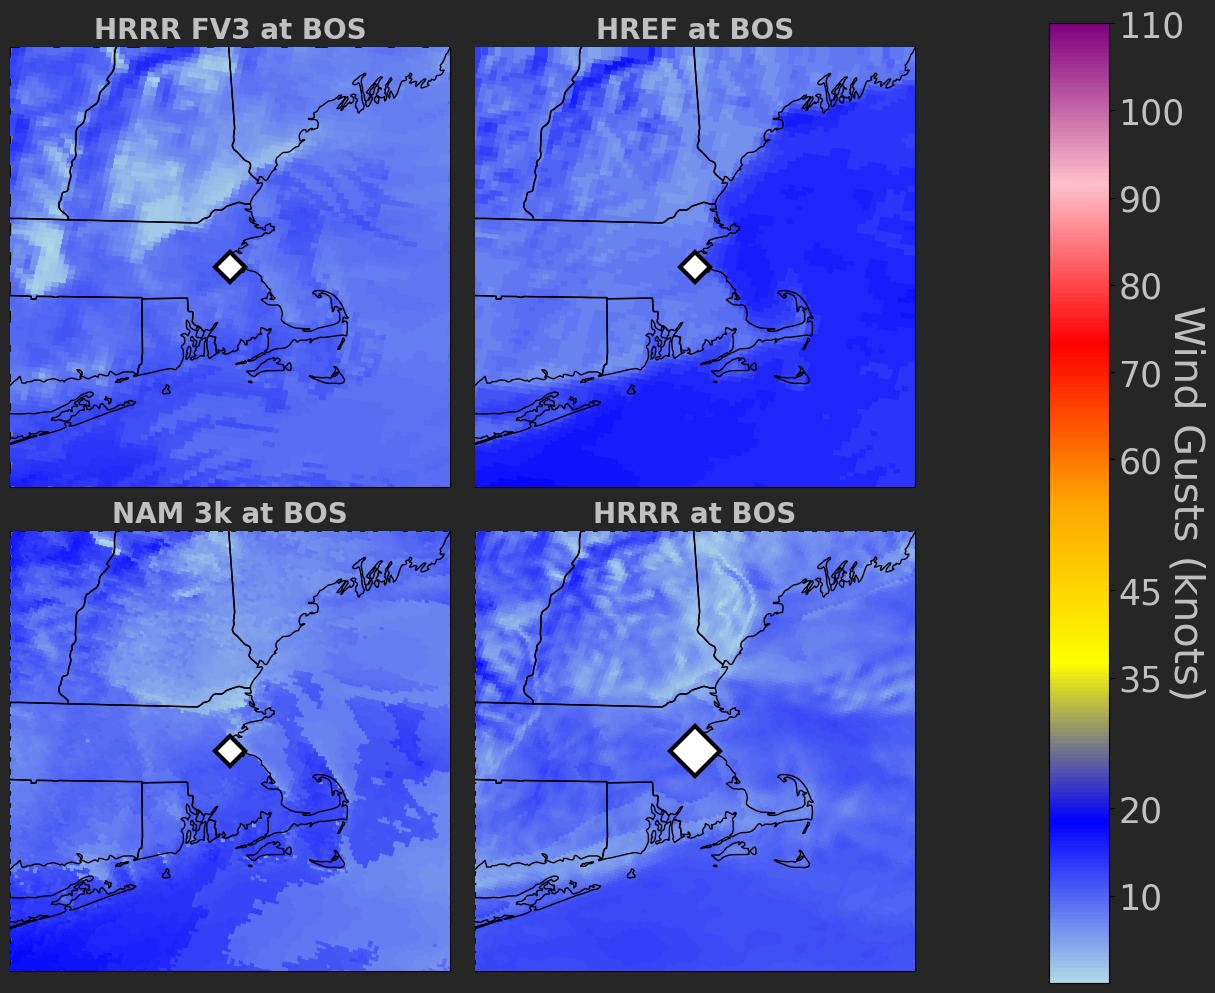 HRRR FV3 at BOS
HREF at BOS
NAM 3k at BOS
HRRR at BOS
110
100
90
80
70
60
45
35
20
10
Wind Gusts (knots)